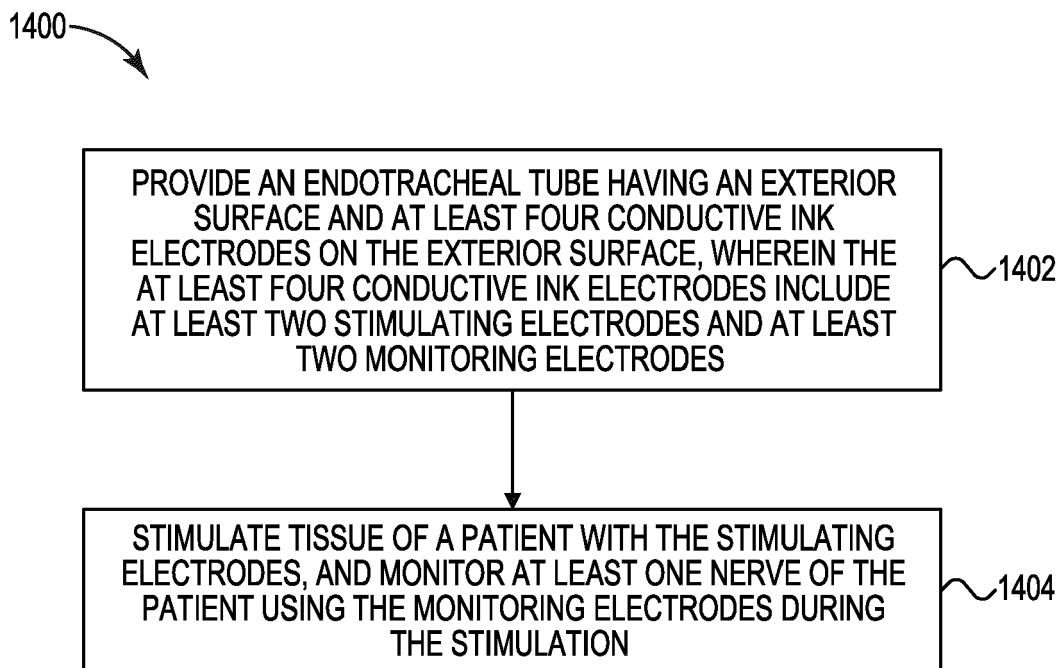 1400
PROVIDE AN ENDOTRACHEAL TUBE HAVING AN EXTERIOR
SURFACE AND AT LEAST FOUR CONDUCTIVE INK
ELECTRODES ON THE EXTERIOR SURFACE, WHEREIN THE
AT LEAST FOUR CONDUCTIVE INK ELECTRODES INCLUDE
AT LEAST TWO STIMULATING ELECTRODES AND AT LEAST
TWO MONITORING ELECTRODES
1402
STIMULATE TISSUE OF A PATIENT WITH THE STIMULATING
ELECTRODES, AND MONITOR AT LEAST ONE NERVE OF THE
PATIENT USING THE MONITORING ELECTRODES DURING
THE STIMULATION
1404